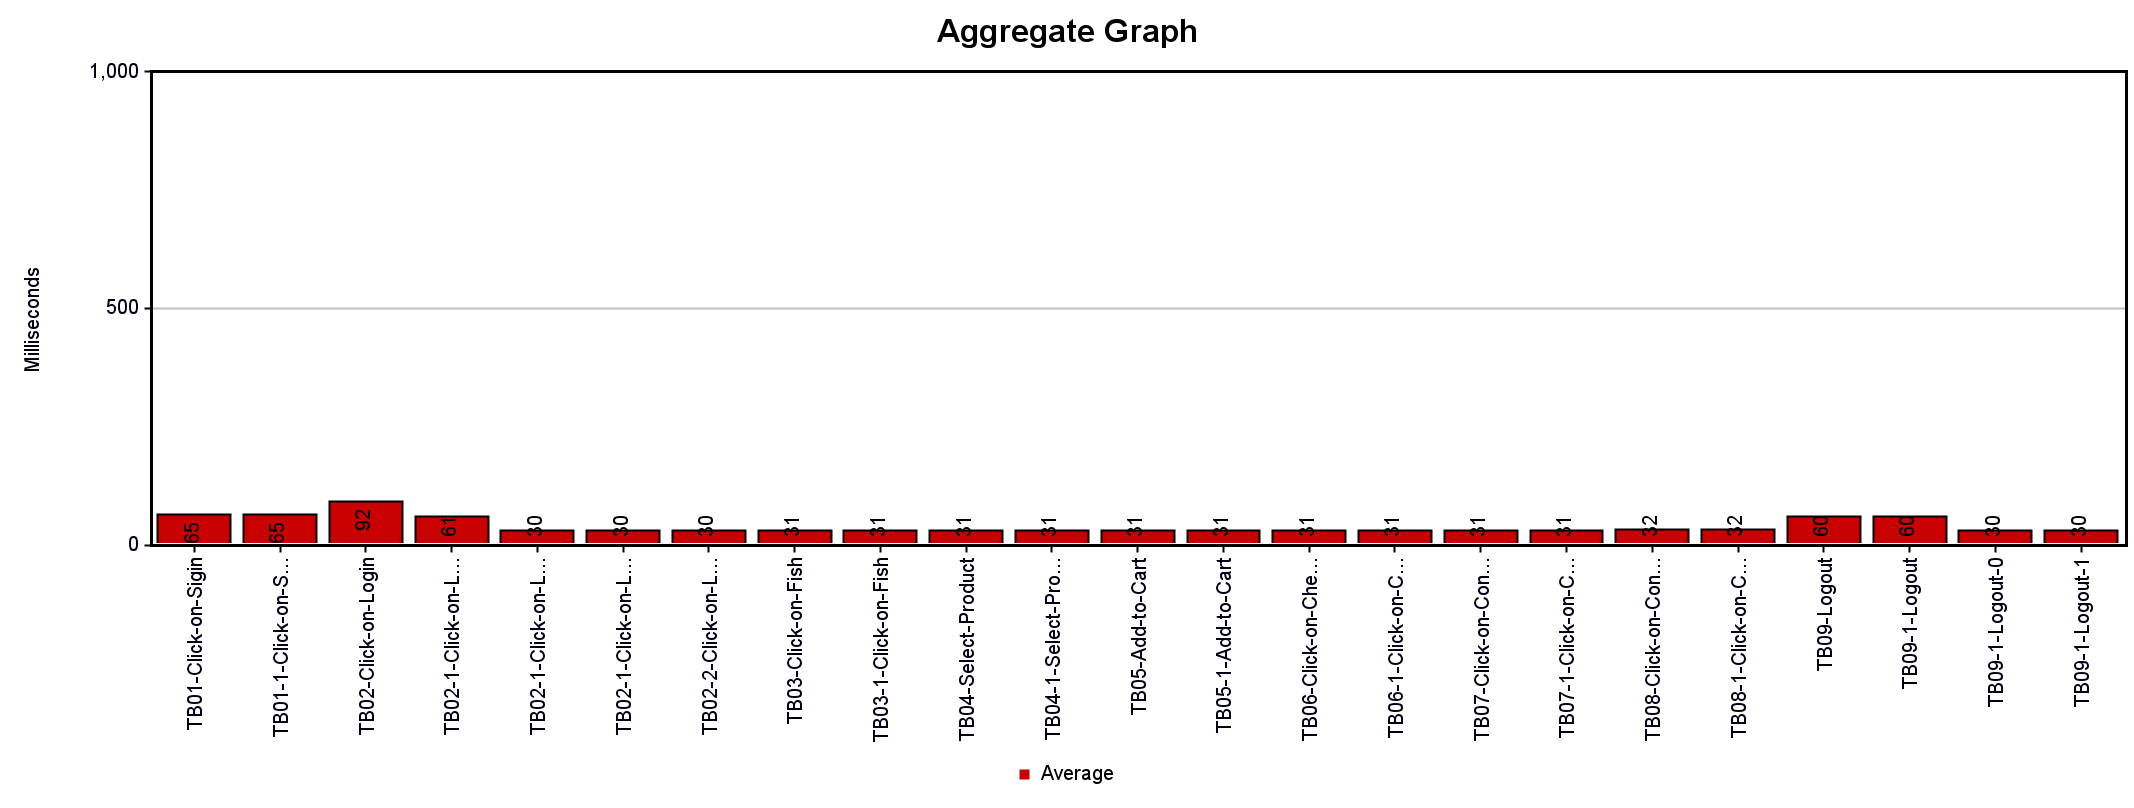 Aggregate Graph
1,000
500
0
Milliseconds
65
65
92
61
30
30
30
31
31
31
31
31
31
31
31
31
31
32
32
60
60
30
30
TB01-Click-on-Sigin
TB01-1-Click-on-S...
TB02-Click-on-Login
TB02-1-Click-on-L...
TB02-1-Click-on-L...
TB02-1-Click-on-L...
TB02-2-Click-on-L...
TB03-Click-on-Fish
TB03-1-Click-on-Fish
TB04-Select-Product
TB04-1-Select-Pro...
TB05-Add-to-Cart
TB05-1-Add-to-Cart
TB06-Click-on-Che...
TB06-1-Click-on-C...
TB07-Click-on-Con...
TB07-1-Click-on-C...
TB08-Click-on-Con...
TB08-1-Click-on-C...
TB09-Logout
TB09-1-Logout
TB09-1-Logout-0
TB09-1-Logout-1
Average